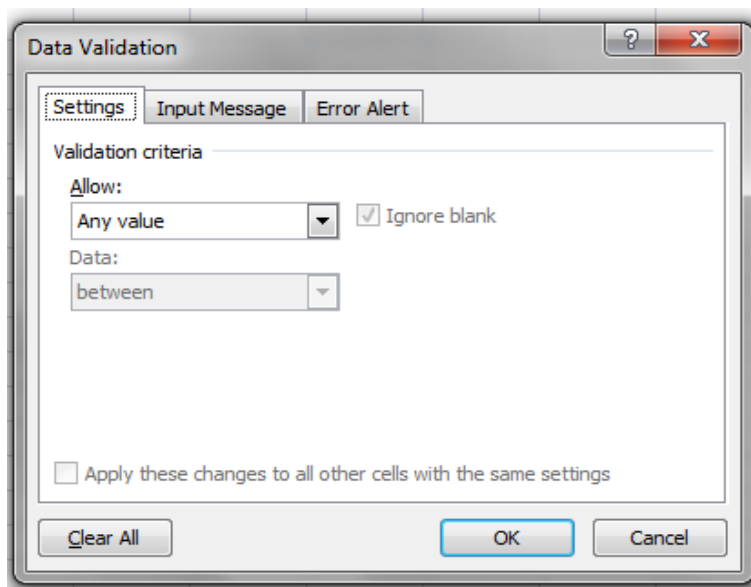 Data Validation
Settings Input Message Error Alert
Validation criteria
Allow:
Any value Ignore blank
Data:
between
Apply these changes to all other cells with the same settings
Clear All OK Cancel